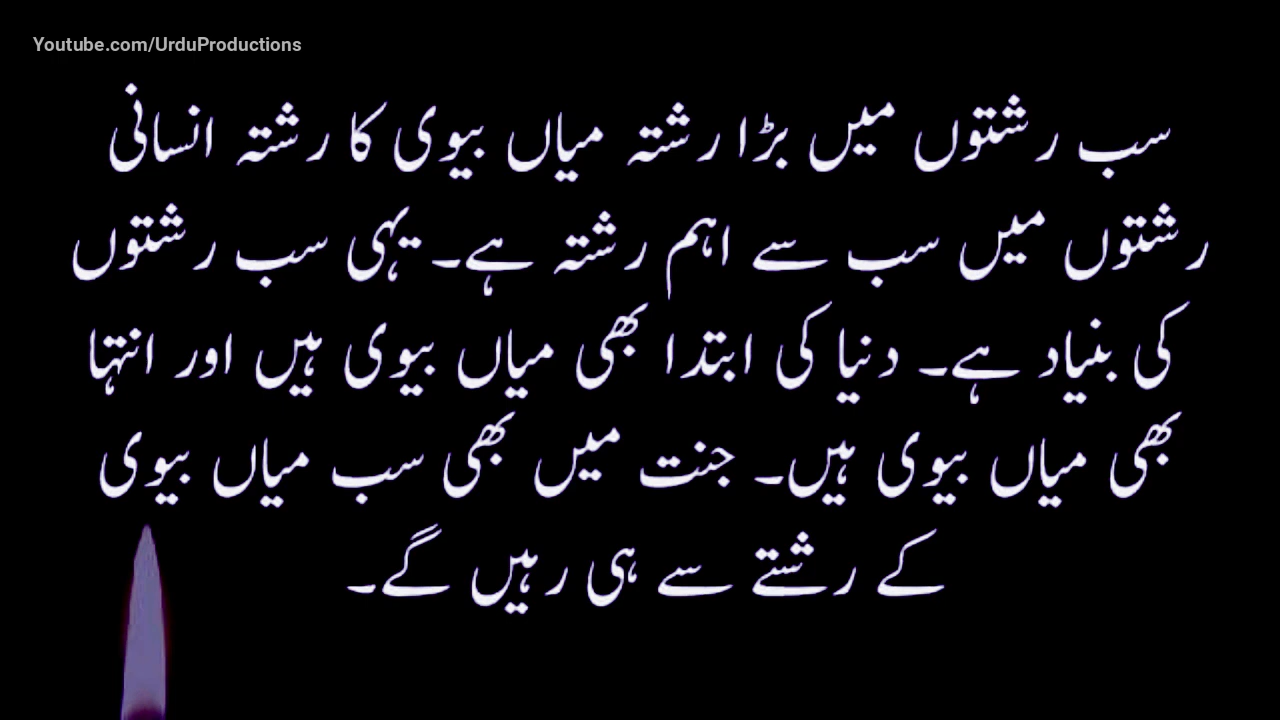 Youtube.com/UrduProductions
سب رشتوں میں بڑا رشتہ میاں بیوی کا رشتہ انسانی
رشتوں میں سب سے اہم رشتہ ہے۔ یہی سب رشتوں
کی بنیاد ہے۔ دنیا کی ابتدا بھی میاں بیوی ہیں اور انتہا
بھی میاں بیوی ہیں۔ جنت میں بھی سب میاں بیوی
کے رشتے سے ہی رہیں گے۔